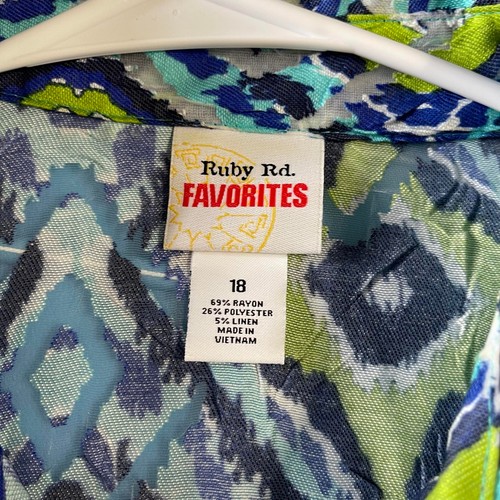 Ruby Rd.
FAVORITES
18
69% RAYON
26% POLYESTER
5% LINEN
MADE IN
VIETNAM